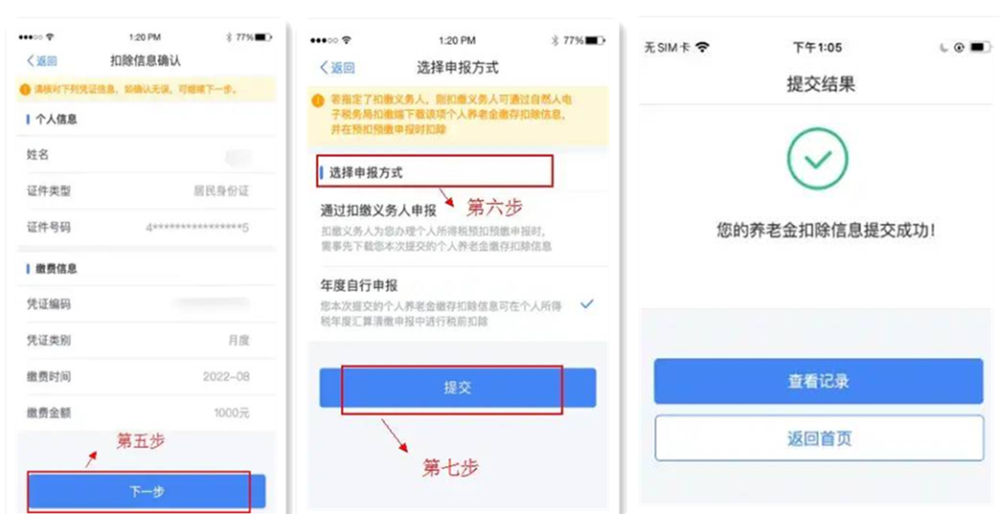 1:20 PM
77%
返回
扣除信息确认
请核对下列凭证信息，如确认无误，可继续下一步。
个人信息
姓名
证件类型
居民身份证
证件号码
4****************5
缴费信息
凭证编码
凭证类别
月度
缴费时间
2022-08
缴费金额
1000元
第五步
下一步
1:20 PM
77%
返回
选择申报方式
若指定了扣缴义务人，则扣缴义务人可通过自然人电
子税务局扣缴端下载该项个人养老金缴存扣除信息，
并在预扣预缴申报时扣除
选择申报方式
第六步
通过扣缴义务人申报
扣缴义务人为您办理个人所得税预扣预缴申报时，
需事先下载您本次提交的个人养老金缴存扣除信息
年度自行申报
您本次提交的个人养老金缴存扣除信息可在个人所得
税年度汇算清缴申报中进行税前扣除
提交
第七步
无 SIM 卡
下午1:05
提交结果
您的养老金扣除信息提交成功！
查看记录
返回首页